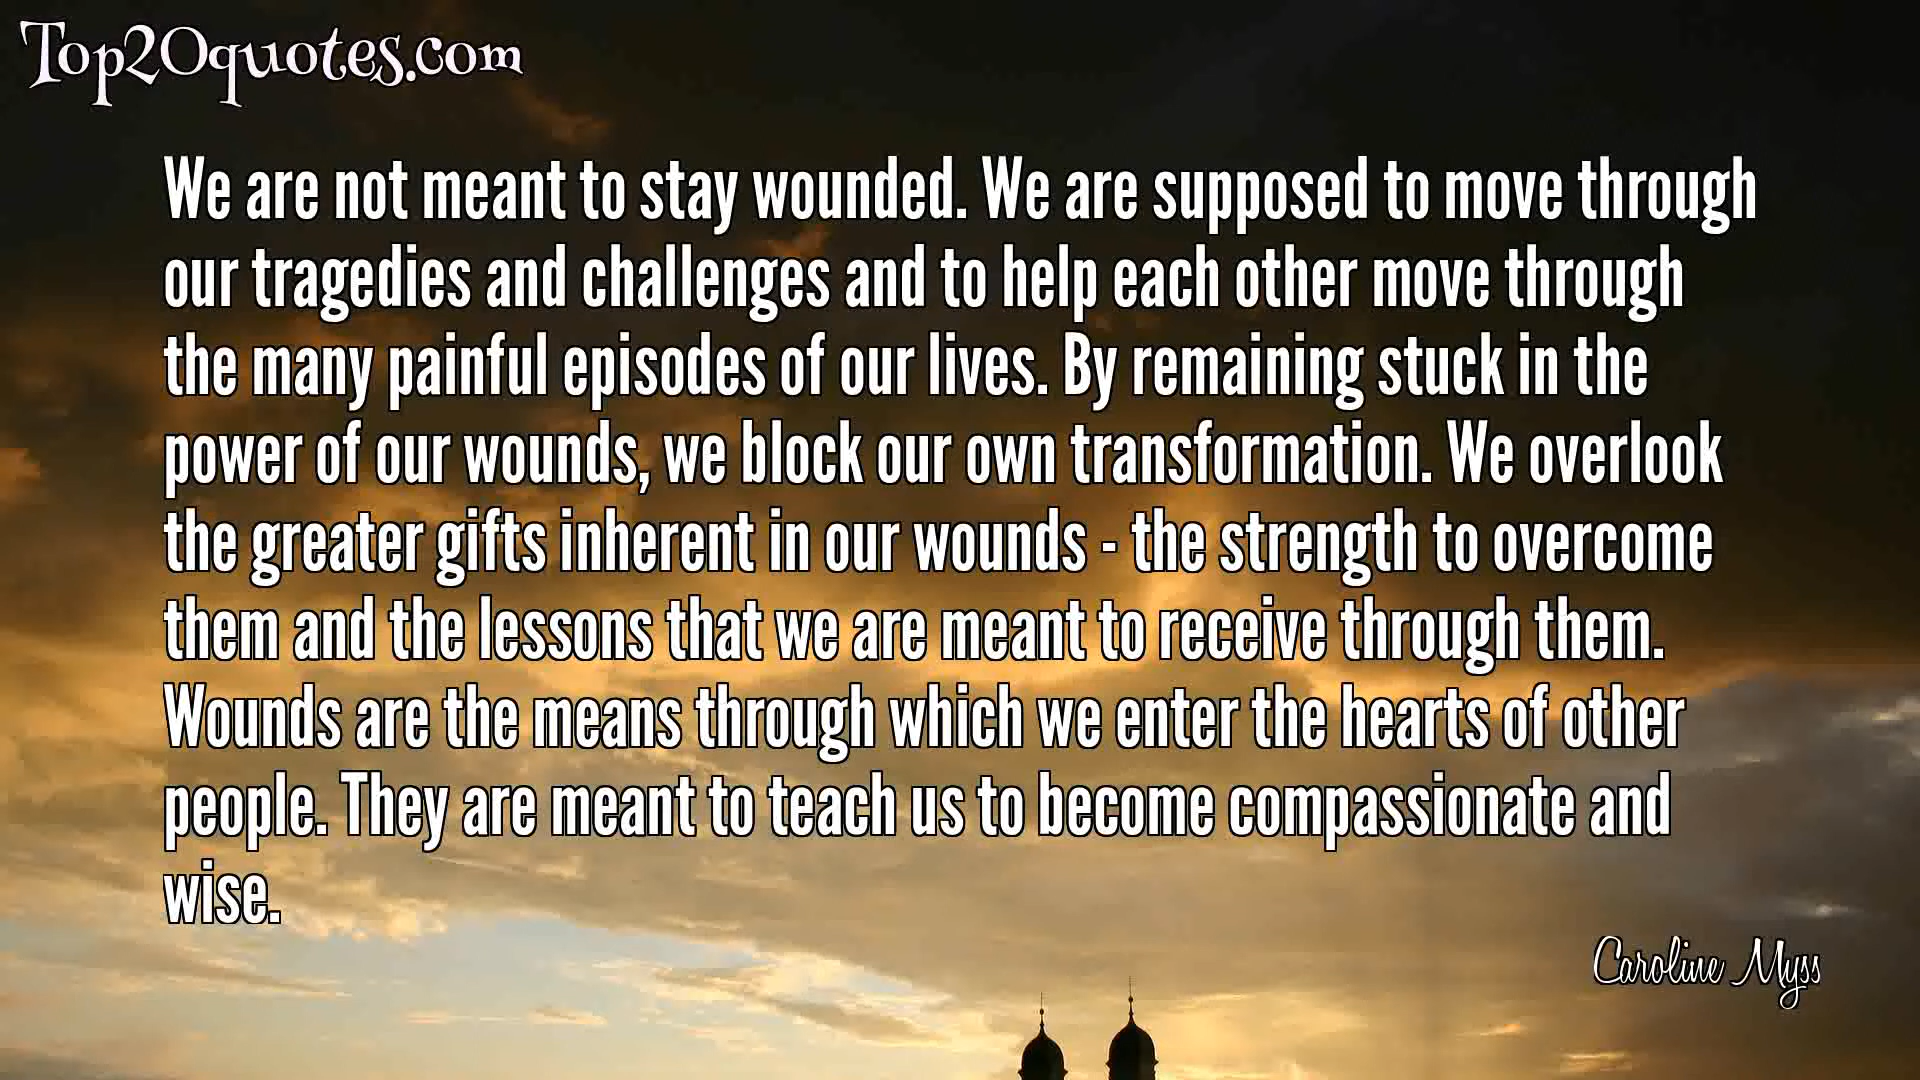 Top20quotes.com
We are not meant to stay wounded. We are supposed to move through
our tragedies and challenges and to help each other move through
the many painful episodes of our lives. By remaining stuck in the
power of our wounds, we block our own transformation. We overlook
the greater gifts inherent in our wounds - the strength to overcome
them and the lessons that we are meant to receive through them.
Wounds are the means through which we enter the hearts of other
people. They are meant to teach us to become compassionate and
wise.
Caroline Myss